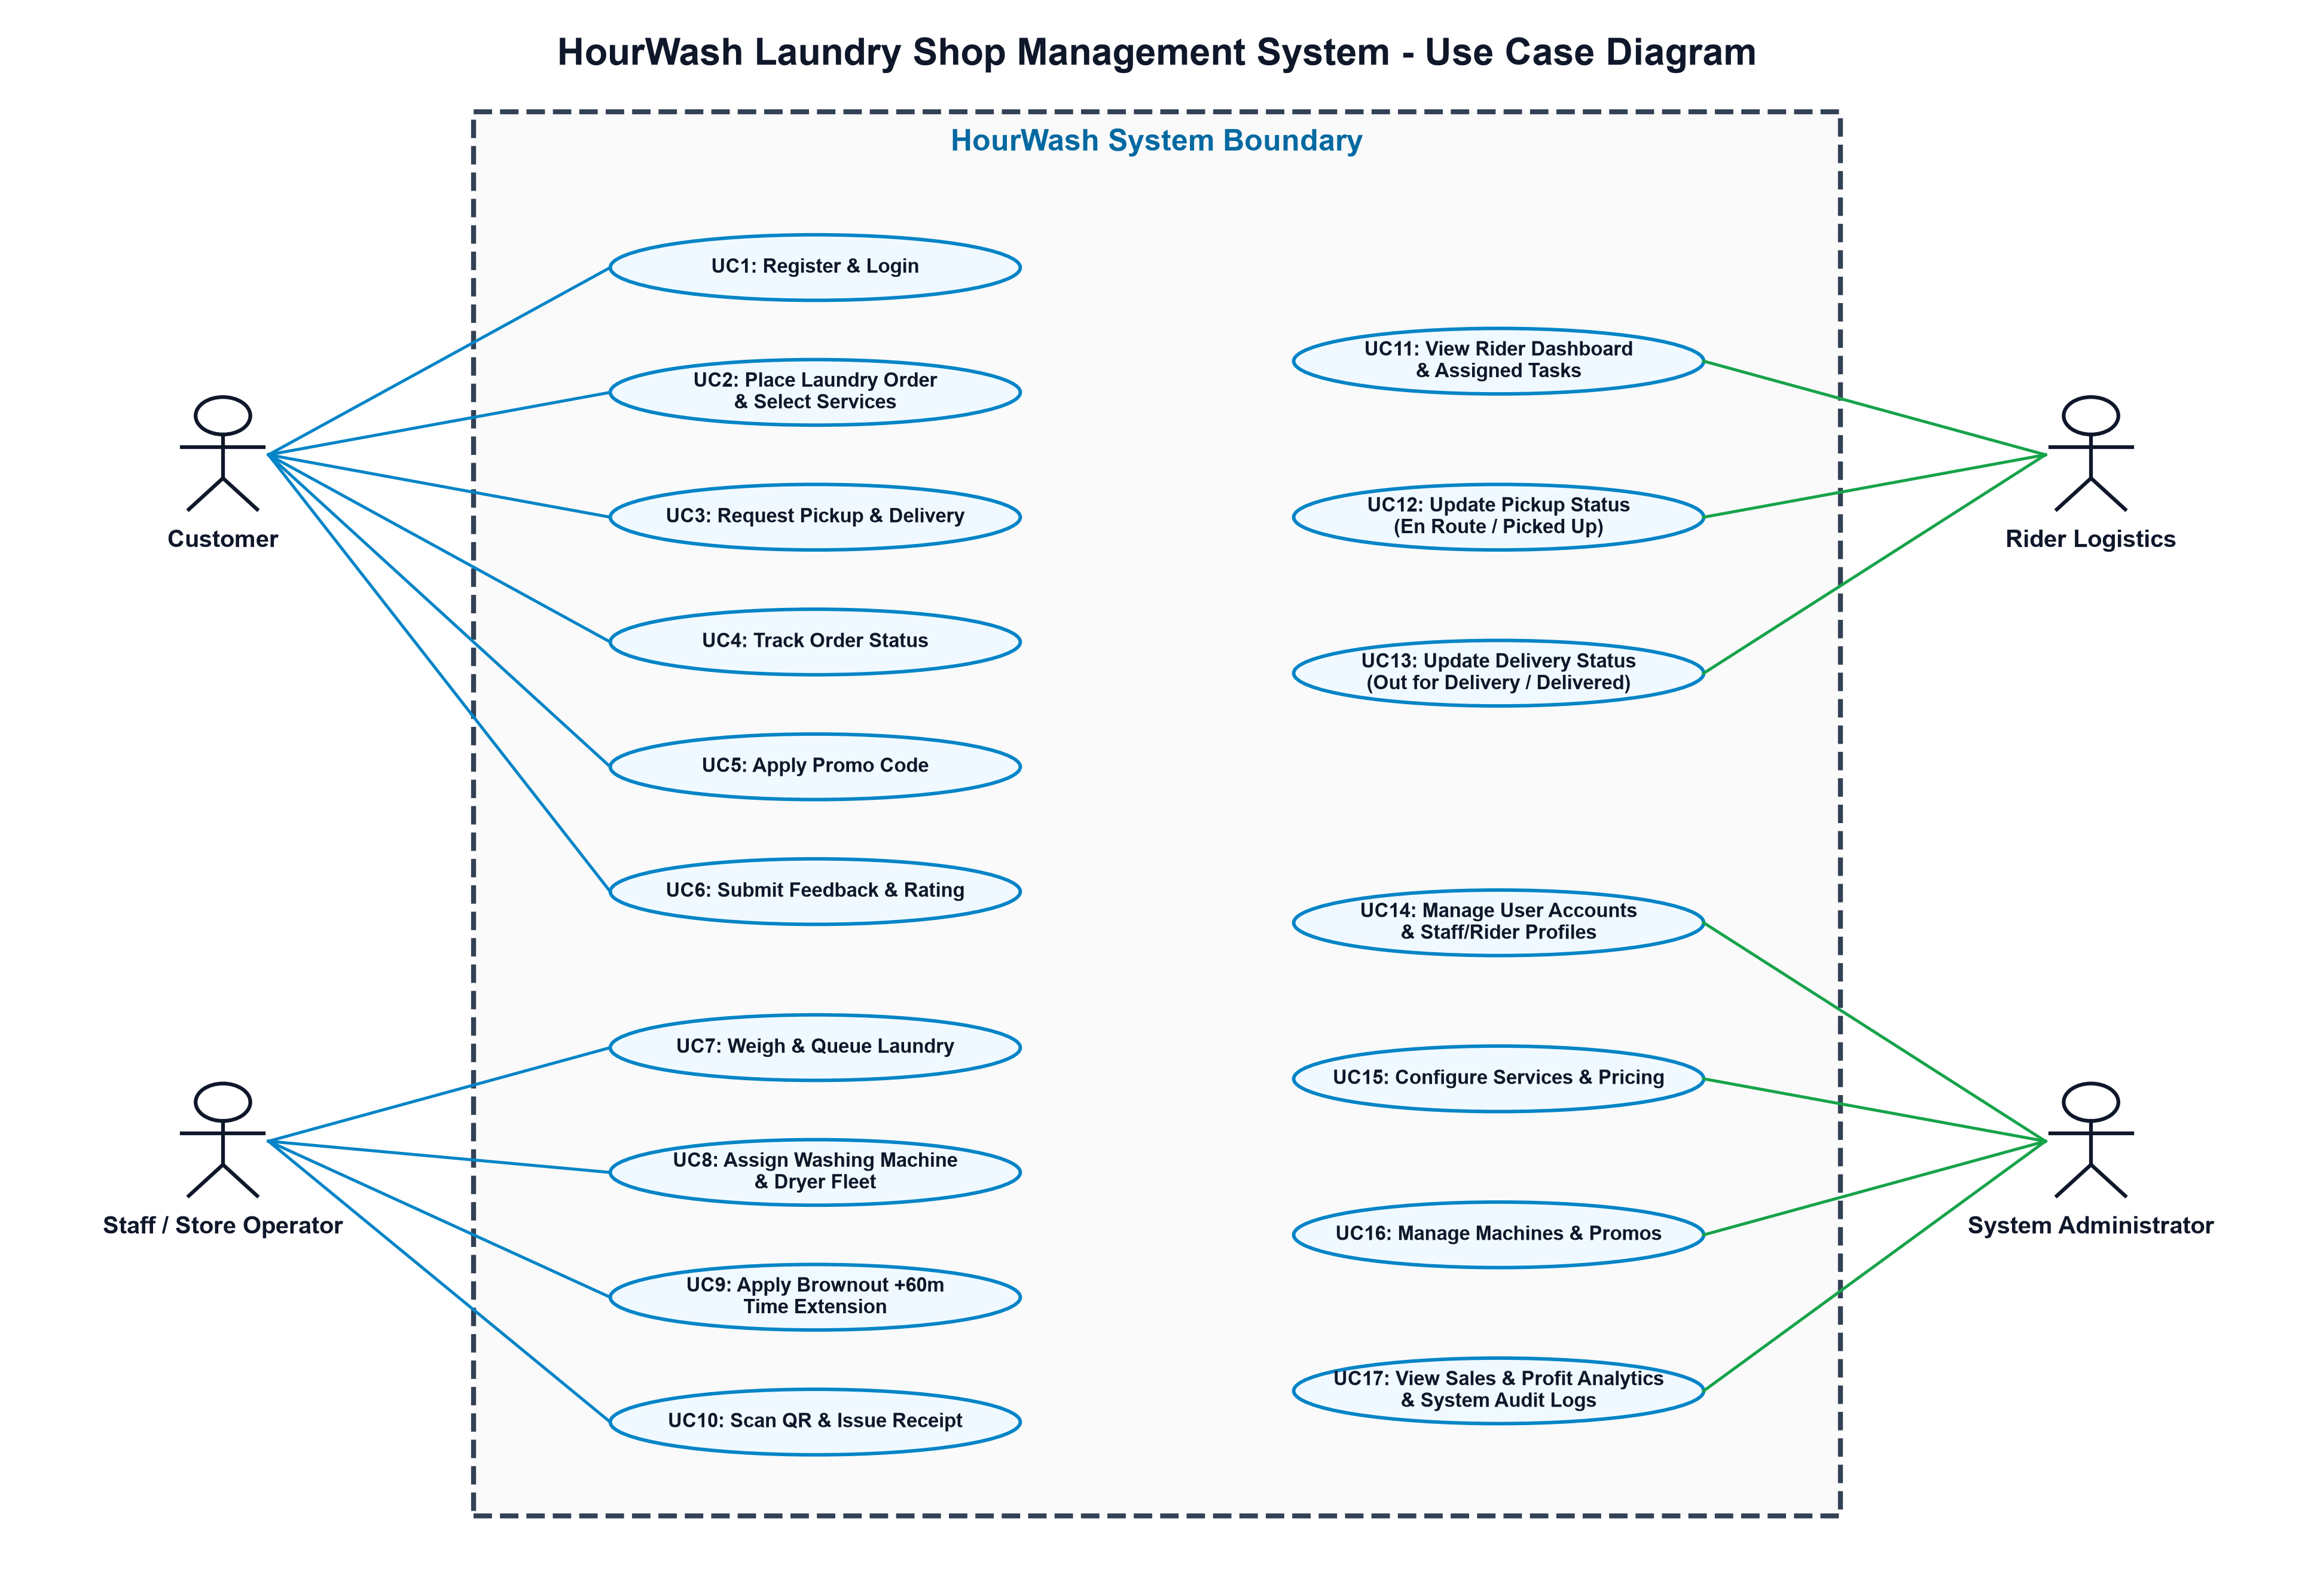 HourWash Laundry Shop Management System - Use Case Diagram
HourWash System Boundary
UC1: Register & Login
UC2: Place Laundry Order
& Select Services
UC3: Request Pickup & Delivery
UC4: Track Order Status
UC5: Apply Promo Code
UC6: Submit Feedback & Rating
Customer
UC7: Weigh & Queue Laundry
UC8: Assign Washing Machine
& Dryer Fleet
UC9: Apply Brownout +60m
Time Extension
UC10: Scan QR & Issue Receipt
Staff / Store Operator
UC11: View Rider Dashboard
& Assigned Tasks
UC12: Update Pickup Status
(En Route / Picked Up)
UC13: Update Delivery Status
(Out for Delivery / Delivered)
Rider Logistics
UC14: Manage User Accounts
& Staff/Rider Profiles
UC15: Configure Services & Pricing
UC16: Manage Machines & Promos
UC17: View Sales & Profit Analytics
& System Audit Logs
System Administrator